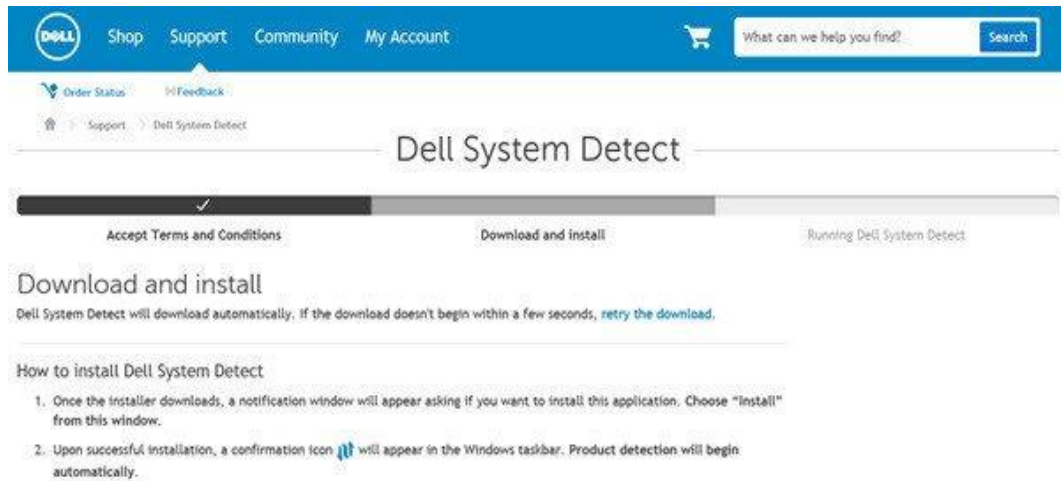 DELL Shop Support Community My Account What can we help you find? Search
Order Status [+]Feedback
Support Dell System Detect
Dell System Detect
Accept Terms and Conditions Download and install Running Dell System Detect
Download and install
Dell System Detect will download automatically. If the download doesn't begin within a few seconds, retry the download.
How to install Dell System Detect
1. Once the installer downloads, a notification window will appear asking if you want to install this application. Choose "Install"
from this window.
2. Upon successful installation, a confirmation icon will appear in the Windows taskbar. Product detection will begin
automatically.